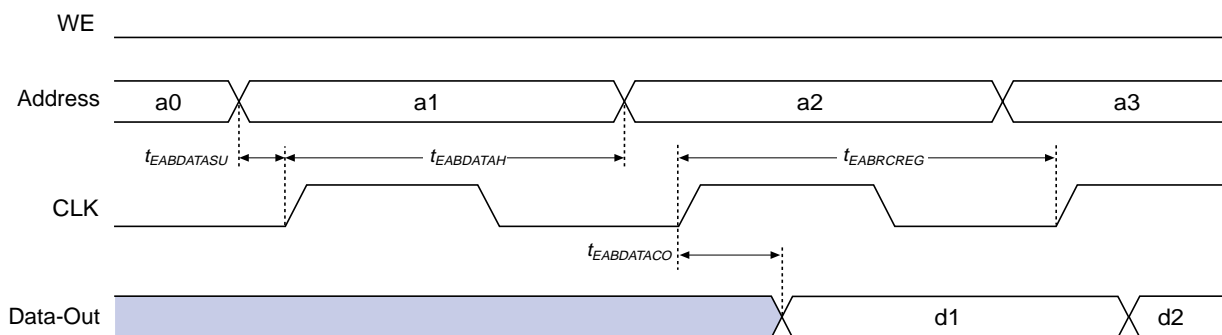 WE
Address a0 a1 a2 a3
tEABDATASU tEABDATAH tEABRCREG
CLK
tEABDATACO
Data-Out d1 d2